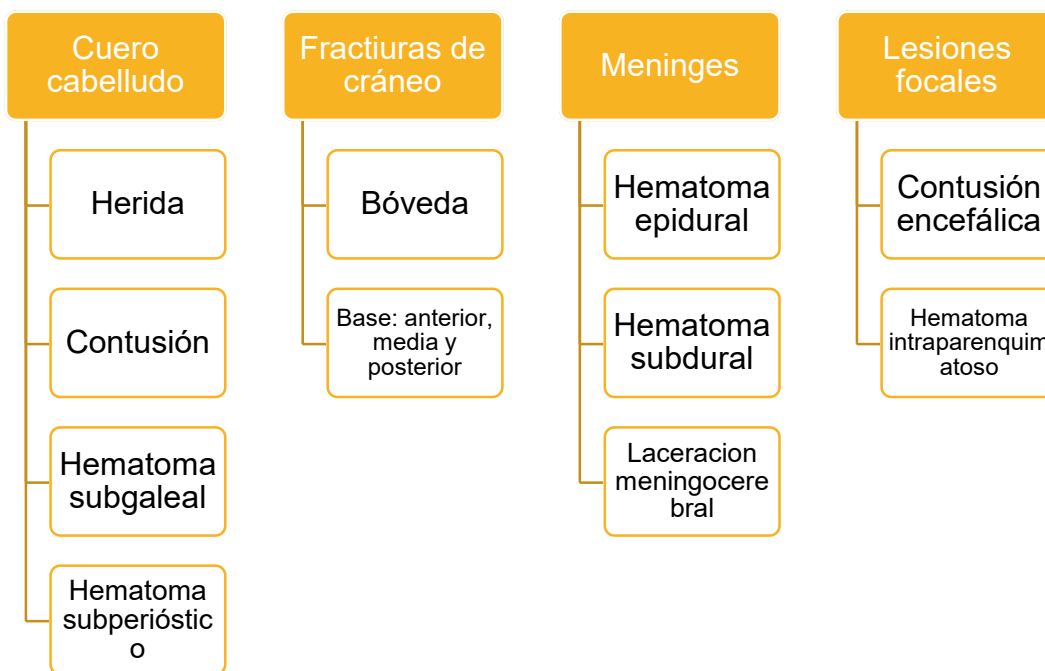 Cuero
cabelludo
Herida
Contusión
Hematoma
subgaleal
Hematoma
subperióstic
o
Fractiuras de
cráneo
Bóveda
Base: anterior,
media y
posterior
Meninges
Hematoma
epidural
Hematoma
subdural
Laceracion
meningocere
bral
Lesiones
focales
Contusión
encefálica
Hematoma
intraparenquim
atoso